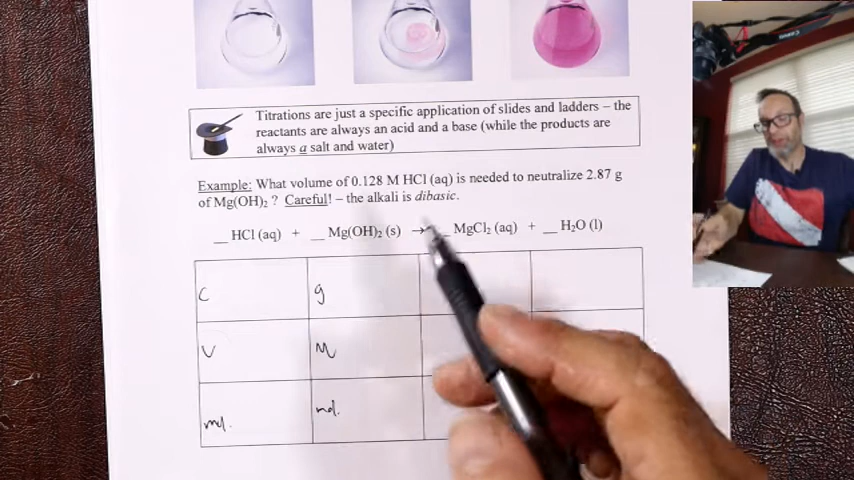 Titrations are just a specific application of slides and ladders – the
reactants are always an acid and a base (while the products are
always a salt and water)
Example: What volume of 0.128 M HCl (aq) is needed to neutralize 2.87 g
of Mg(OH)₂ ? Careful! – the alkali is dibasic.
__ HCl (aq) + __ Mg(OH)₂ (s) → __ MgCl₂ (aq) + __ H₂O (l)
C g
V M
mol. mol.
Canon